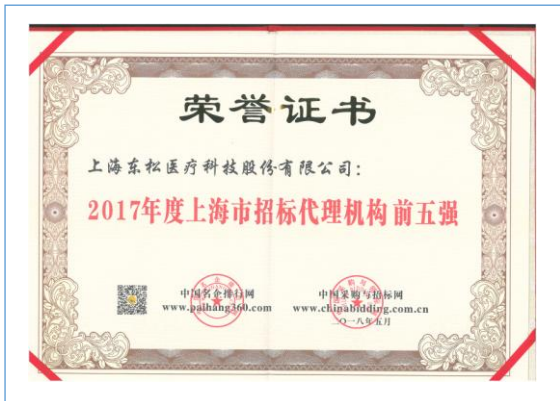 荣誉证书
上海东松医疗科技股份有限公司：
2017年度上海市招标代理机构 前五强
中国名企排行网
www.paihang360.com
中国采购与招标网
www.chinabidding.com.cn
二〇一八年五月